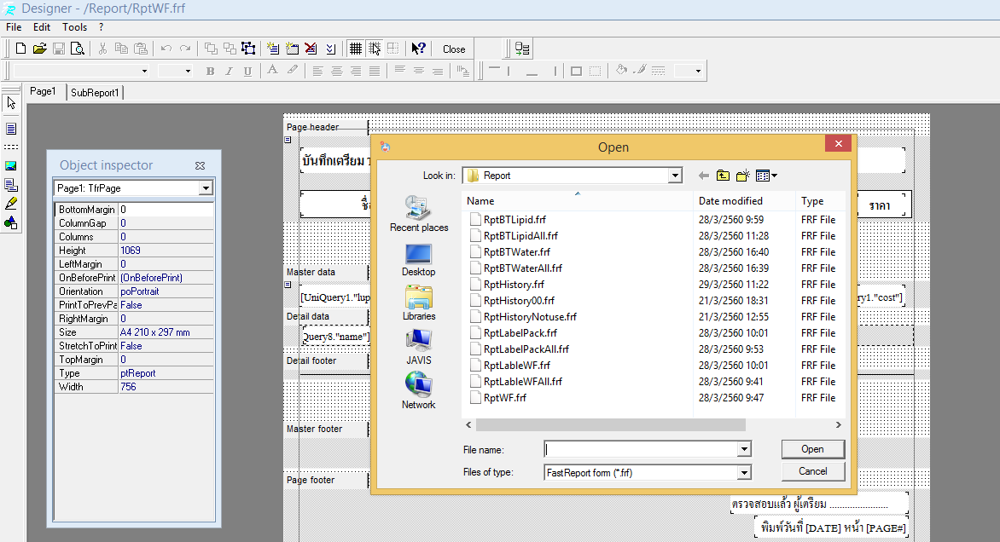 Designer - /Report/RptWF.frf
File Edit Tools ?
Close
B I U
Page1 SubReport1
Page header
บันทึกเตรียม
ราคา
Master data
[UniQuery1."lup
ry1."cost"]
Detail data
Query8."name"]
Detail footer
Master footer
Page footer
ตรวจสอบแล้ว ผู้เตรียม ........................
พิมพ์วันที่ [DATE] หน้า [PAGE#]
Object inspector
Page1: TfrPage
BottomMargin 0
ColumnGap 0
Columns 0
Height 1069
LeftMargin 0
OnBeforePrint (OnBeforePrint)
Orientation poPortrait
PrintToPrevPa False
RightMargin 0
Size A4 210 x 297 mm
StretchToPrint False
TopMargin 0
Type ptReport
Width 756
Open
Look in: Report
Recent places
Desktop
Libraries
JAVIS
Network
Name Date modified Type
RptBTLipid.frf 28/3/2560 9:59 FRF File
RptBTLipidAll.frf 28/3/2560 11:28 FRF File
RptBTWater.frf 28/3/2560 16:40 FRF File
RptBTWaterAll.frf 28/3/2560 16:39 FRF File
RptHistory.frf 29/3/2560 11:22 FRF File
RptHistory00.frf 21/3/2560 18:31 FRF File
RptHistoryNotuse.frf 21/3/2560 12:55 FRF File
RptLabelPack.frf 28/3/2560 10:01 FRF File
RptLabelPackAll.frf 28/3/2560 9:53 FRF File
RptLableWF.frf 28/3/2560 10:01 FRF File
RptLableWFAll.frf 28/3/2560 9:41 FRF File
RptWF.frf 28/3/2560 9:47 FRF File
File name:
Open
Files of type: FastReport form (*.frf)
Cancel